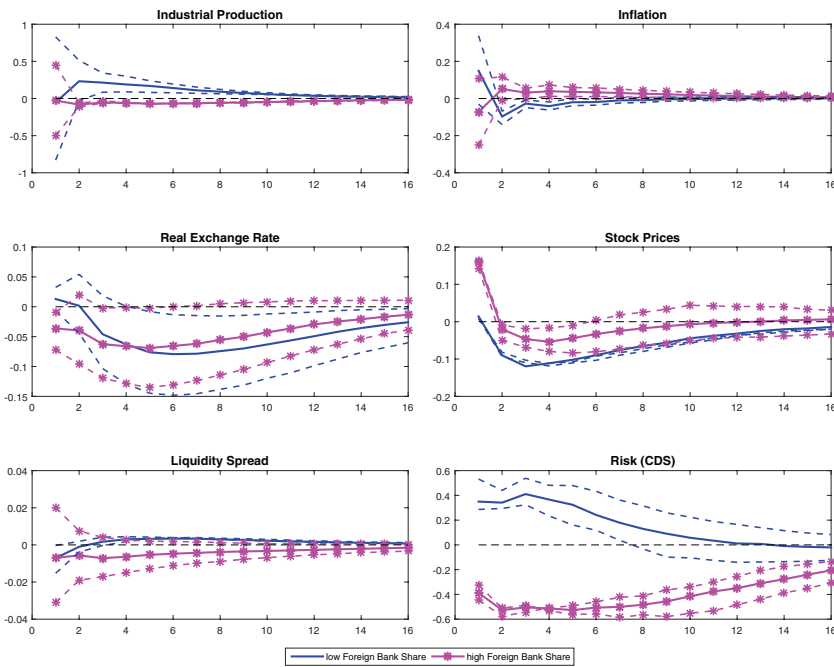 Industrial Production
1
0.5
0
-0.5
-1
0 2 4 6 8 10 12 14 16
Inflation
0.4
0.2
0
-0.2
-0.4
0 2 4 6 8 10 12 14 16
Real Exchange Rate
0.1
0.05
0
-0.05
-0.1
-0.15
0 2 4 6 8 10 12 14 16
Stock Prices
0.2
0.1
0
-0.1
-0.2
0 2 4 6 8 10 12 14 16
Liquidity Spread
0.04
0.02
0
-0.02
-0.04
0 2 4 6 8 10 12 14 16
Risk (CDS)
0.6
0.4
0.2
0
-0.2
-0.4
-0.6
0 2 4 6 8 10 12 14 16
low Foreign Bank Share high Foreign Bank Share